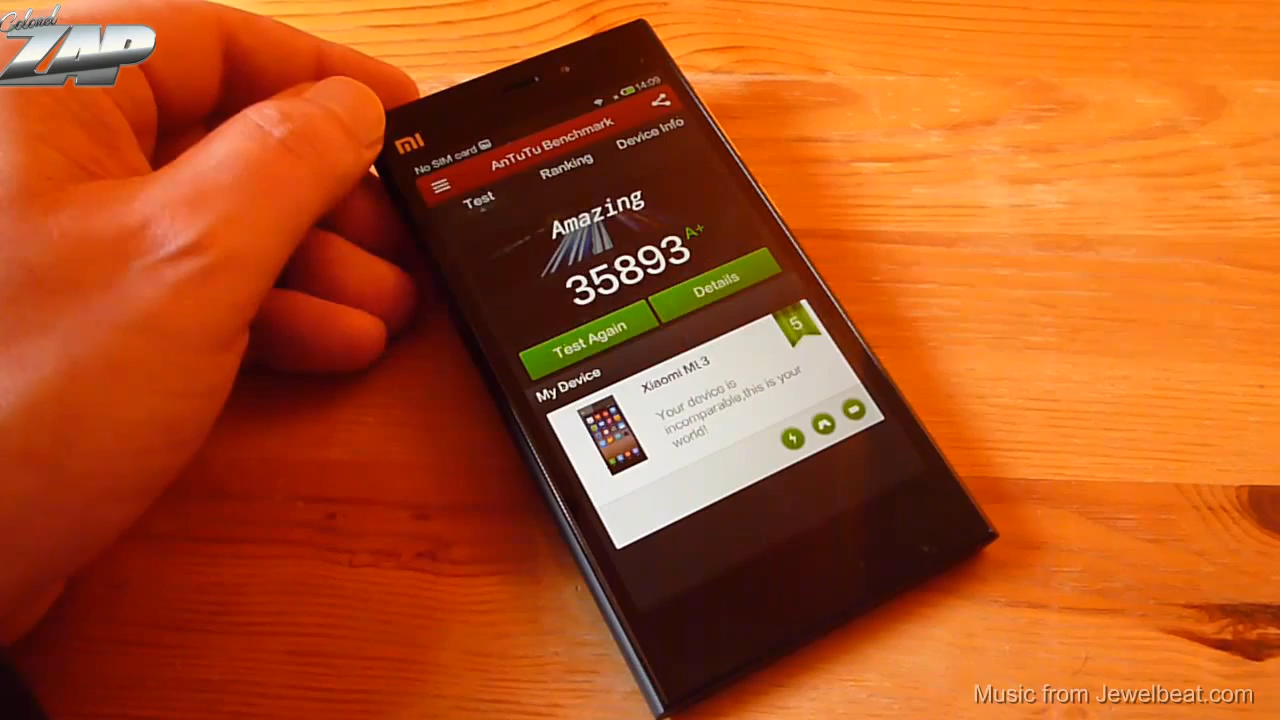 Colonel
ZAP
14:09
mi
No SIM card
AnTuTu Benchmark
Test
Ranking
Device Info
Amazing
35893 A+
Test Again
Details
My Device
5
Xiaomi MI 3
Your device is
incomparable,this is your
world!
Music from Jewelbeat.com